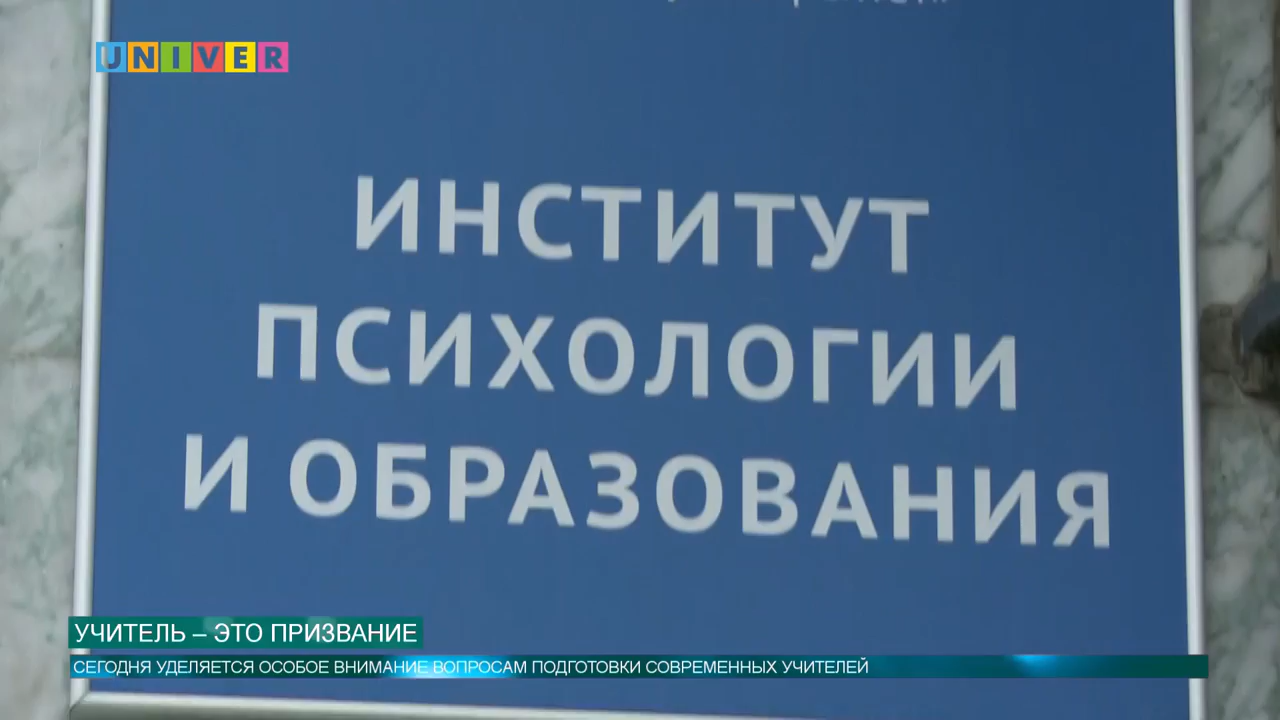 UNIVER
ИНСТИТУТ
ПСИХОЛОГИИ
И ОБРАЗОВАНИЯ
УЧИТЕЛЬ – ЭТО ПРИЗВАНИЕ
СЕГОДНЯ УДЕЛЯЕТСЯ ОСОБОЕ ВНИМАНИЕ ВОПРОСАМ ПОДГОТОВКИ СОВРЕМЕННЫХ УЧИТЕЛЕЙ